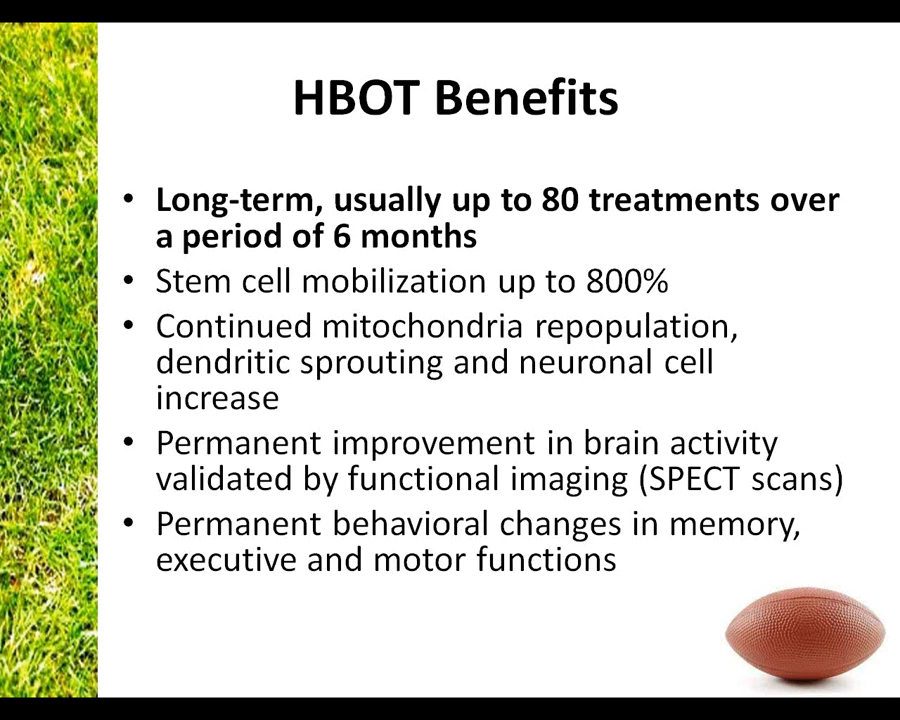 HBOT Benefits
• Long-term, usually up to 80 treatments over
a period of 6 months
• Stem cell mobilization up to 800%
• Continued mitochondria repopulation,
dendritic sprouting and neuronal cell
increase
• Permanent improvement in brain activity
validated by functional imaging (SPECT scans)
• Permanent behavioral changes in memory,
executive and motor functions